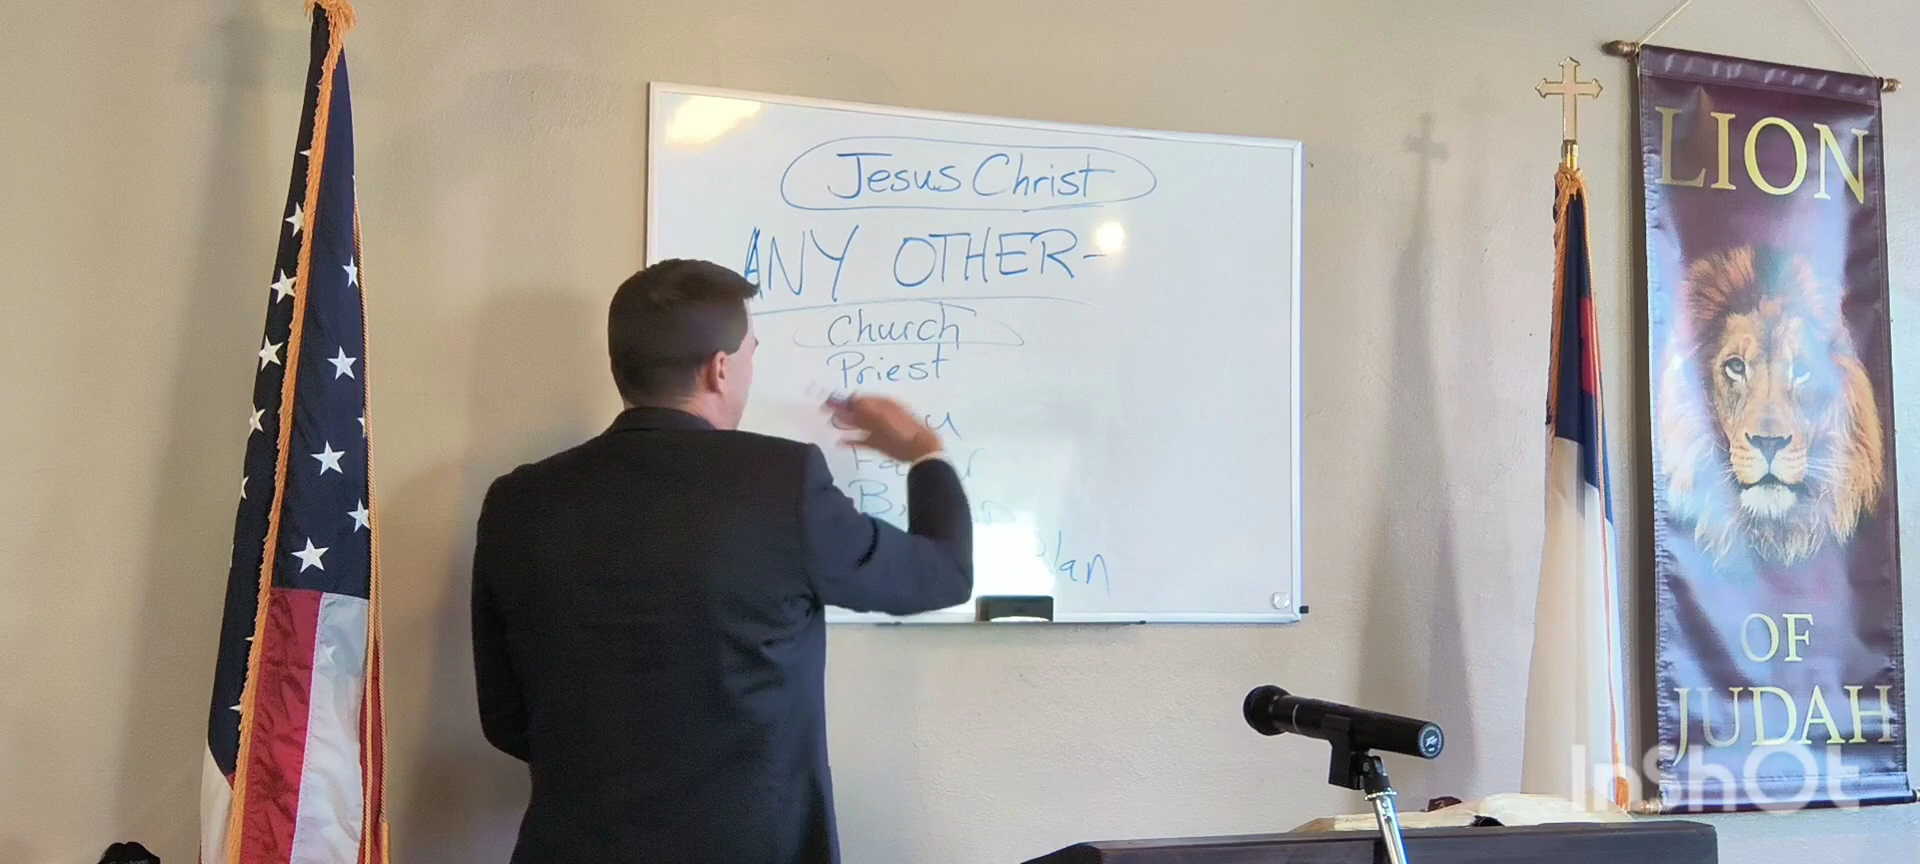 Jesus Christ
ANY OTHER-
Church
Priest
LION
OF
JUDAH
InShOt